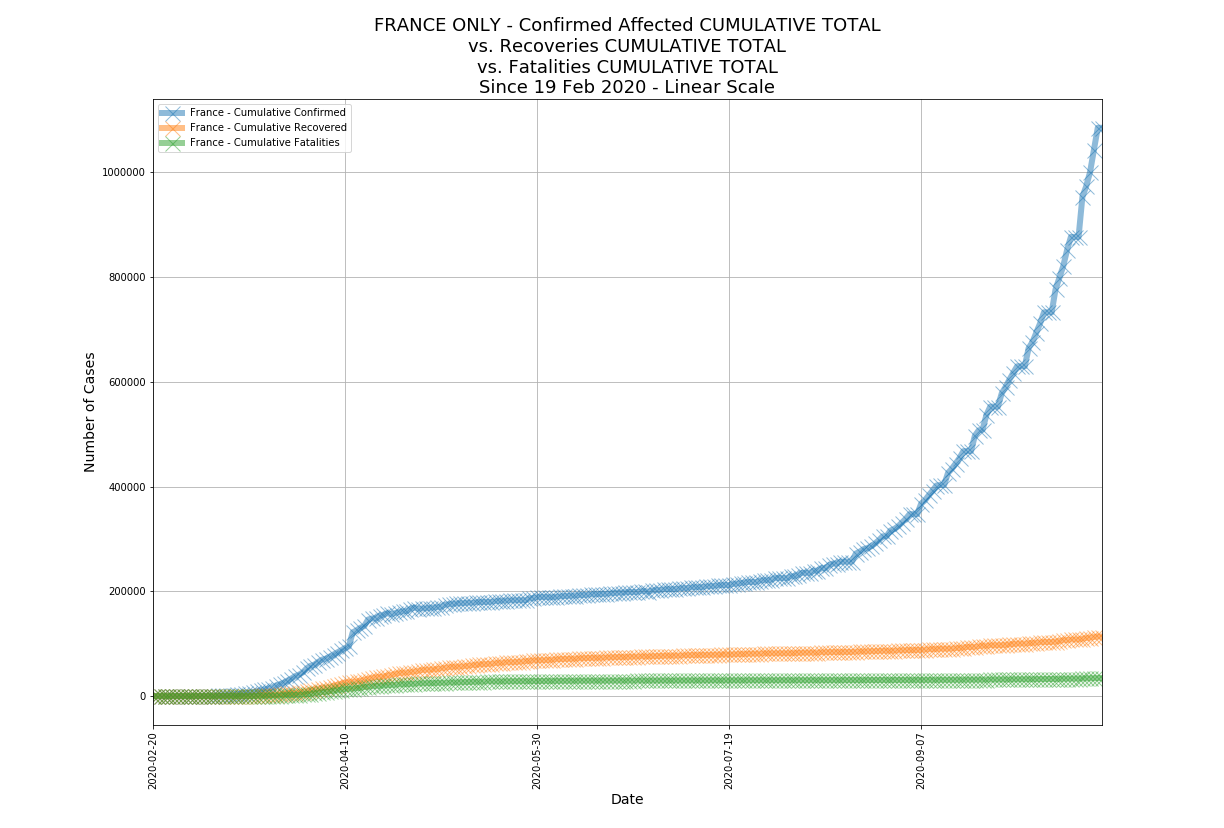 FRANCE ONLY - Confirmed Affected CUMULATIVE TOTAL
vs. Recoveries CUMULATIVE TOTAL
vs. Fatalities CUMULATIVE TOTAL
Since 19 Feb 2020 - Linear Scale
France - Cumulative Confirmed
France - Cumulative Recovered
France - Cumulative Fatalities
Number of Cases
1000000
800000
600000
400000
200000
0
2020-02-20
2020-04-10
2020-05-30
2020-07-19
2020-09-07
Date